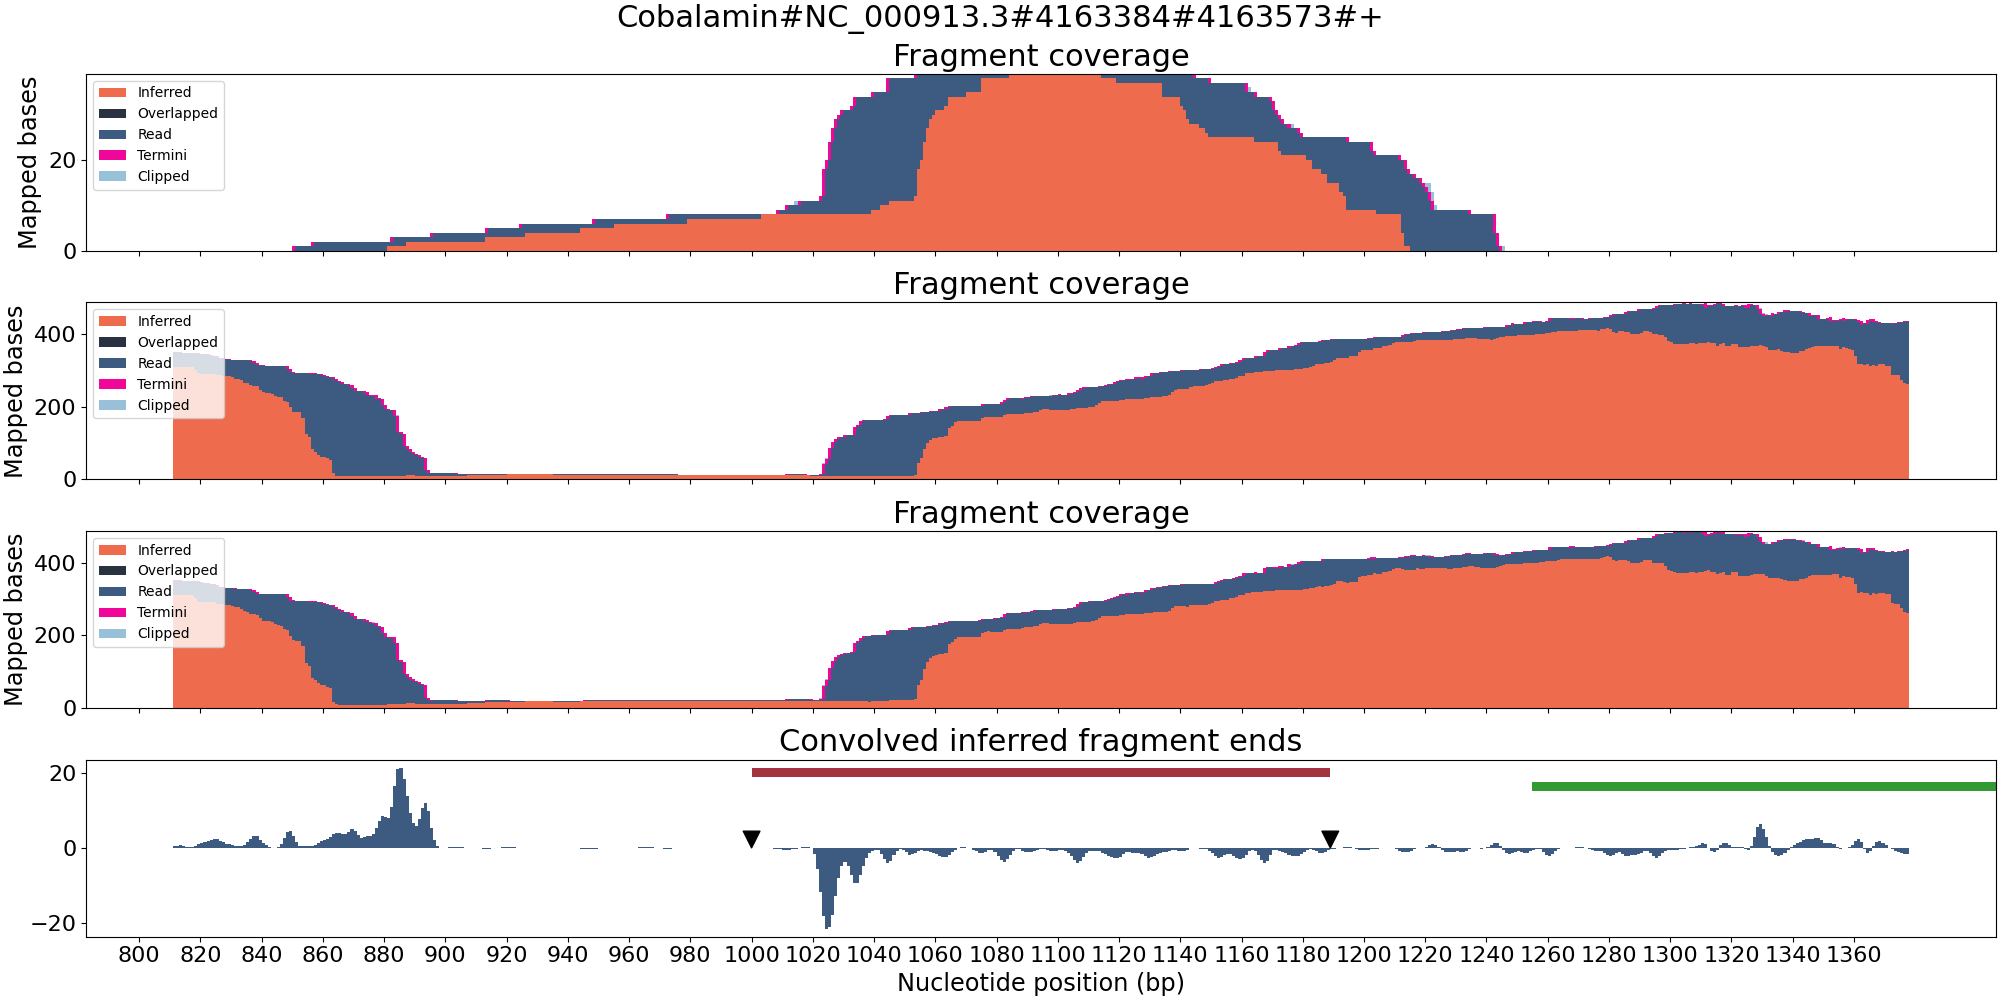 Cobalamin#NC_000913.3#4163384#4163573#+
Fragment coverage
Mapped bases
20
0
Inferred
Overlapped
Read
Termini
Clipped
Fragment coverage
Mapped bases
400
200
0
Inferred
Overlapped
Read
Termini
Clipped
Fragment coverage
Mapped bases
400
200
0
Inferred
Overlapped
Read
Termini
Clipped
Convolved inferred fragment ends
20
0
−20
800 820 840 860 880 900 920 940 960 980 1000 1020 1040 1060 1080 1100 1120 1140 1160 1180 1200 1220 1240 1260 1280 1300 1320 1340 1360
Nucleotide position (bp)